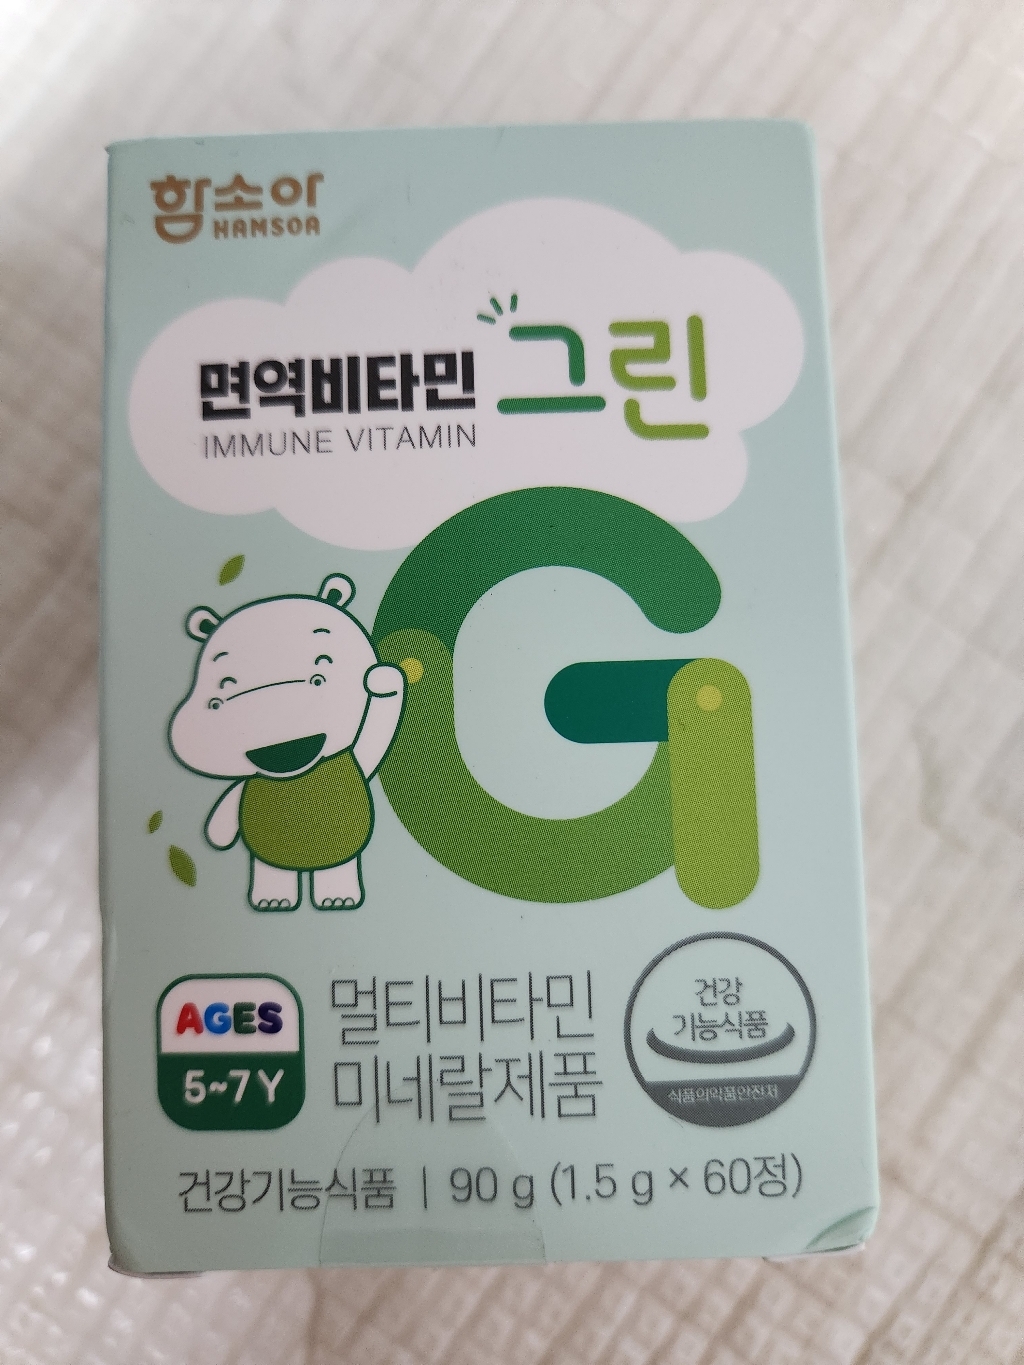 함소아
HAMSOA
면역비타민 그린
IMMUNE VITAMIN
G
AGES
5~7 Y
멀티비타민
미네랄제품
건강
기능식품
식품의약품안전처
건강기능식품 | 90 g (1.5 g × 60정)